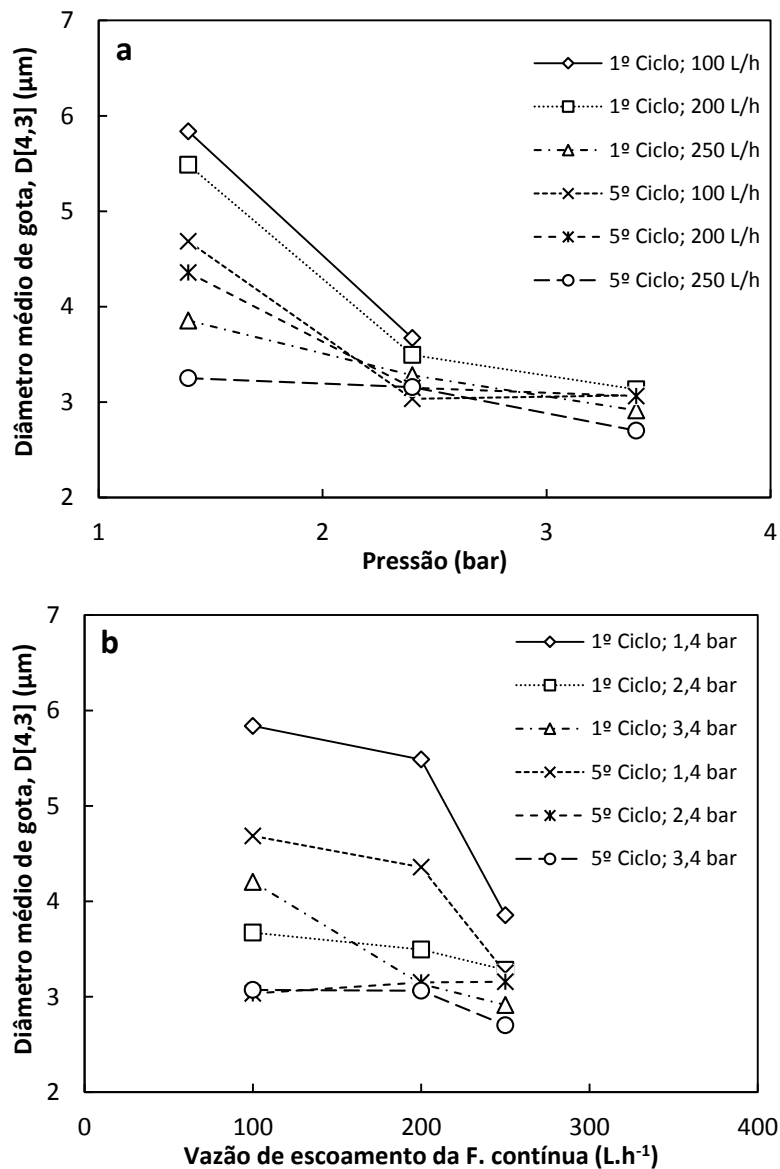 a
7
6
5
4
3
2
Diâmetro médio de gota, D[4,3] (μm)
1º Ciclo; 100 L/h
1º Ciclo; 200 L/h
1º Ciclo; 250 L/h
5º Ciclo; 100 L/h
5º Ciclo; 200 L/h
5º Ciclo; 250 L/h
1 2 3 4
Pressão (bar)
b
7
6
5
4
3
2
Diâmetro médio de gota, D[4,3] (μm)
1º Ciclo; 1,4 bar
1º Ciclo; 2,4 bar
1º Ciclo; 3,4 bar
5º Ciclo; 1,4 bar
5º Ciclo; 2,4 bar
5º Ciclo; 3,4 bar
0 100 200 300 400
Vazão de escoamento da F. contínua (L.h⁻¹)